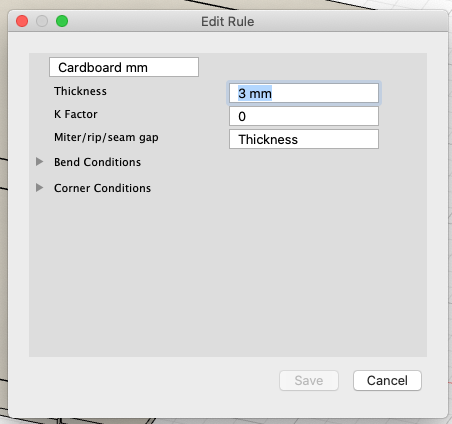 Edit Rule
Cardboard mm
Thickness 3 mm
K Factor 0
Miter/rip/seam gap Thickness
Bend Conditions
Corner Conditions
Save Cancel